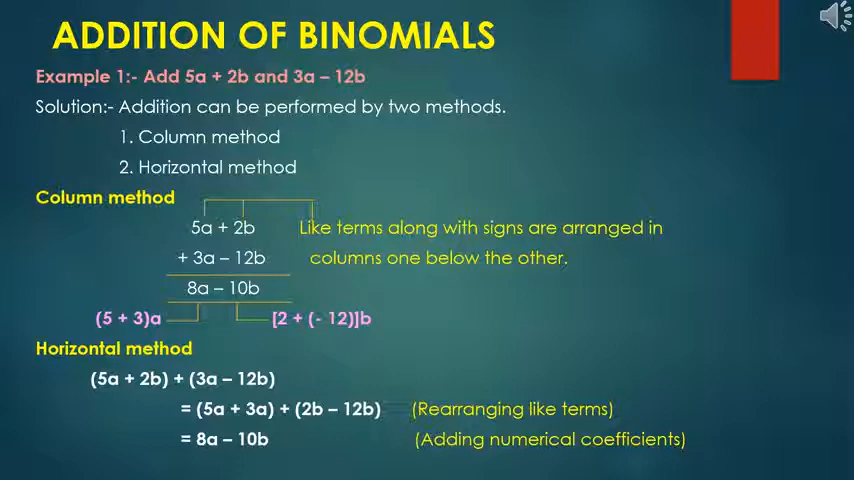 ADDITION OF BINOMIALS
Example 1:- Add 5a + 2b and 3a – 12b
Solution:- Addition can be performed by two methods.
1. Column method
2. Horizontal method
Column method
5a + 2b Like terms along with signs are arranged in
+ 3a – 12b columns one below the other.
8a – 10b
(5 + 3)a [2 + (- 12)]b
Horizontal method
(5a + 2b) + (3a – 12b)
= (5a + 3a) + (2b – 12b) (Rearranging like terms)
= 8a – 10b (Adding numerical coefficients)